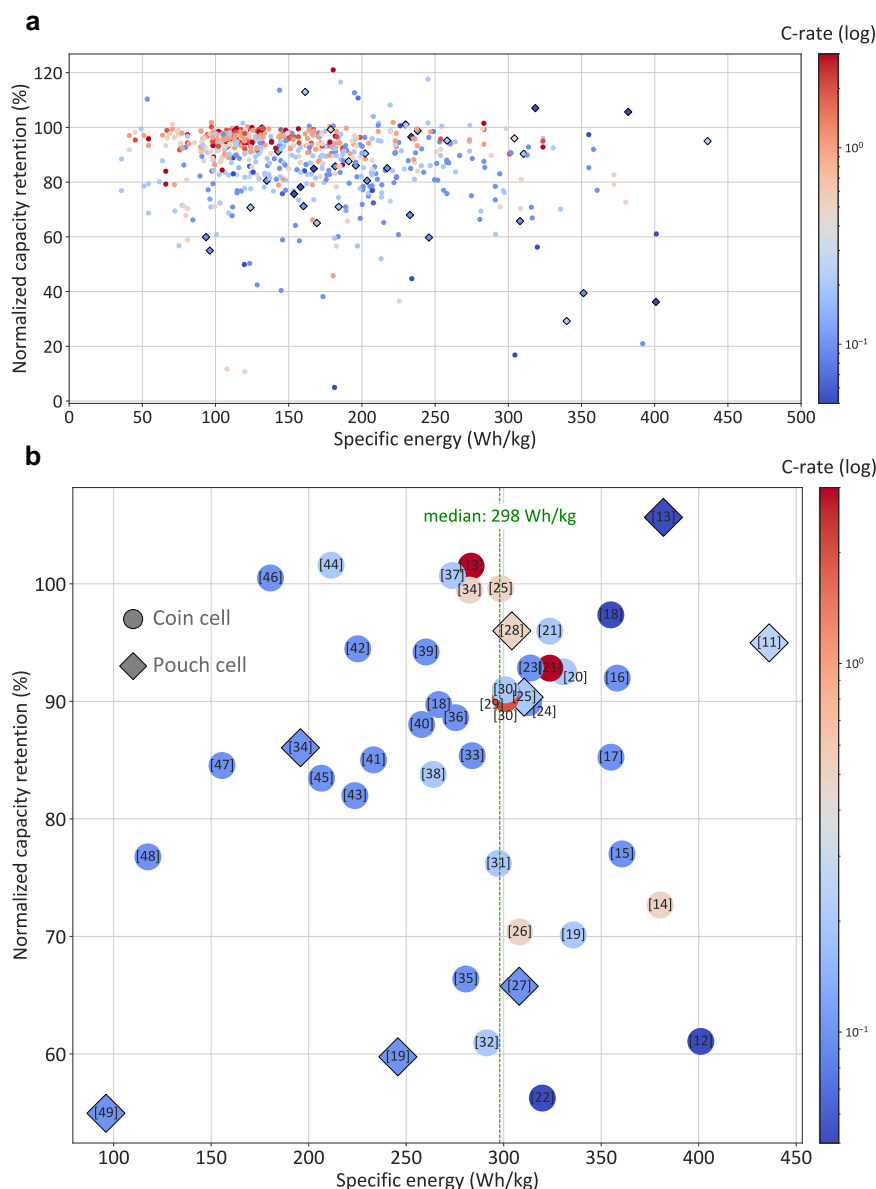 a
C-rate (log)
Normalized capacity retention (%)
120
100
80
60
40
20
0
0 50 100 150 200 250 300 350 400 450 500
Specific energy (Wh/kg)
10⁰
10⁻¹
b
C-rate (log)
median: 298 Wh/kg
Normalized capacity retention (%)
100
90
80
70
60
Coin cell
Pouch cell
[13]
[46] [44] [37] [13]
[34] [25]
[18]
[28] [21] [11]
[42] [39] [23] [21] [20] [16]
[18] [36] [40] [29] [30] [30] [25] [24]
[34] [41] [33] [17]
[47] [45] [38]
[43]
[48] [31] [15]
[14]
[26] [19]
[35] [27]
[32] [12]
[19]
[22]
[49]
100 150 200 250 300 350 400 450
Specific energy (Wh/kg)
10⁰
10⁻¹